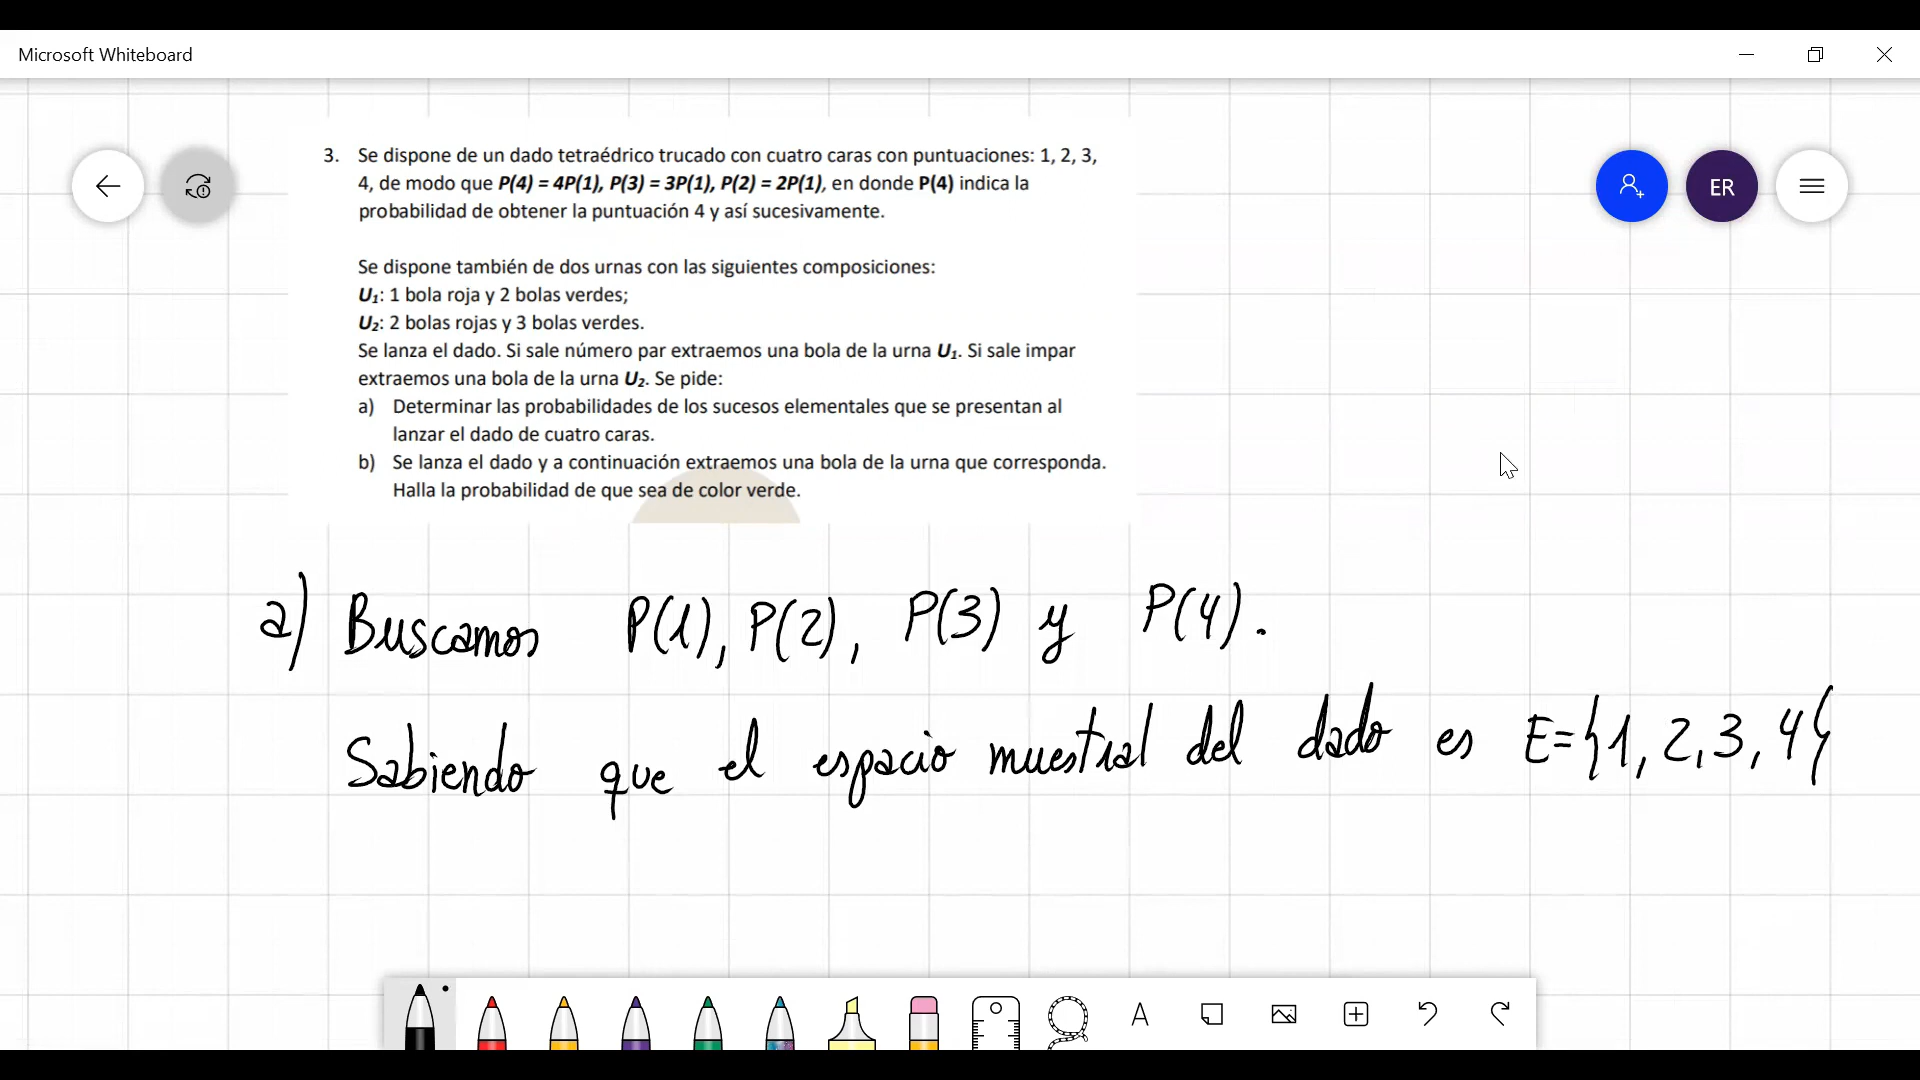 Microsoft Whiteboard
3. Se dispone de un dado tetraédrico trucado con cuatro caras con puntuaciones: 1, 2, 3,
4, de modo que P(4) = 4P(1), P(3) = 3P(1), P(2) = 2P(1), en donde P(4) indica la
probabilidad de obtener la puntuación 4 y así sucesivamente.
ER
Se dispone también de dos urnas con las siguientes composiciones:
U₁: 1 bola roja y 2 bolas verdes;
U₂: 2 bolas rojas y 3 bolas verdes.
Se lanza el dado. Si sale número par extraemos una bola de la urna U₁. Si sale impar
extraemos una bola de la urna U₂. Se pide:
a) Determinar las probabilidades de los sucesos elementales que se presentan al
lanzar el dado de cuatro caras.
b) Se lanza el dado y a continuación extraemos una bola de la urna que corresponda.
Halla la probabilidad de que sea de color verde.
a) Buscamos P(1), P(2), P(3) y P(4).
Sabiendo que el espacio muestral del dado es E={1, 2, 3, 4}
A